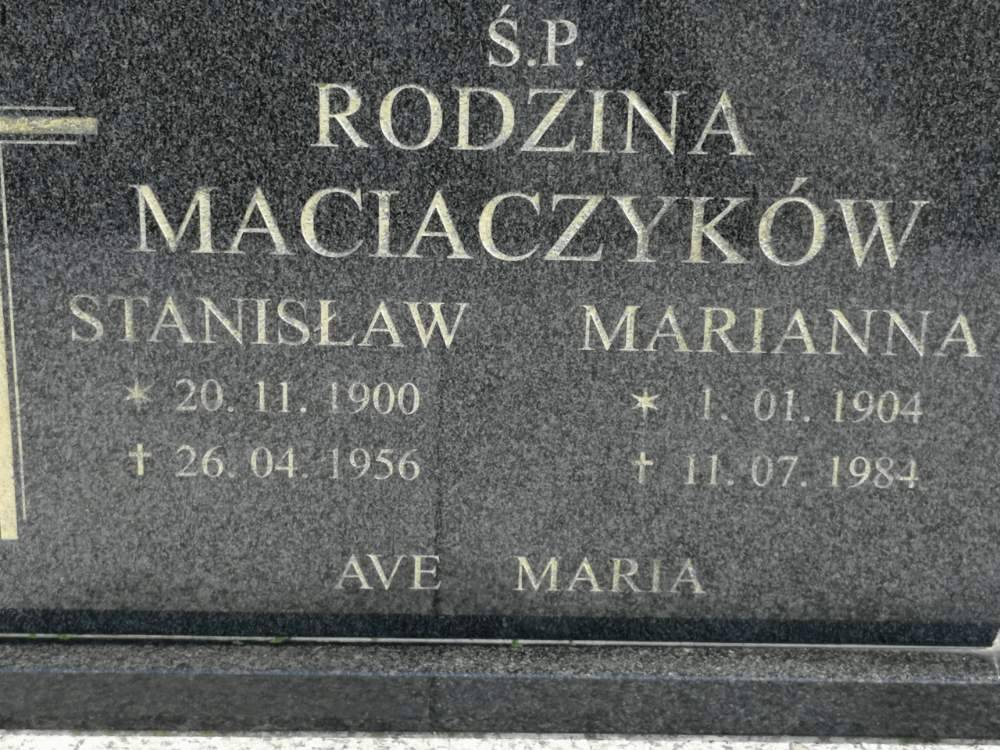 Ś.P.
RODZINA
MACIACZYKÓW
STANISŁAW MARIANNA
✶ 20. 11. 1900 ✶ 1. 01. 1904
✝ 26. 04. 1956 ✝ 11. 07. 1984
AVE MARIA